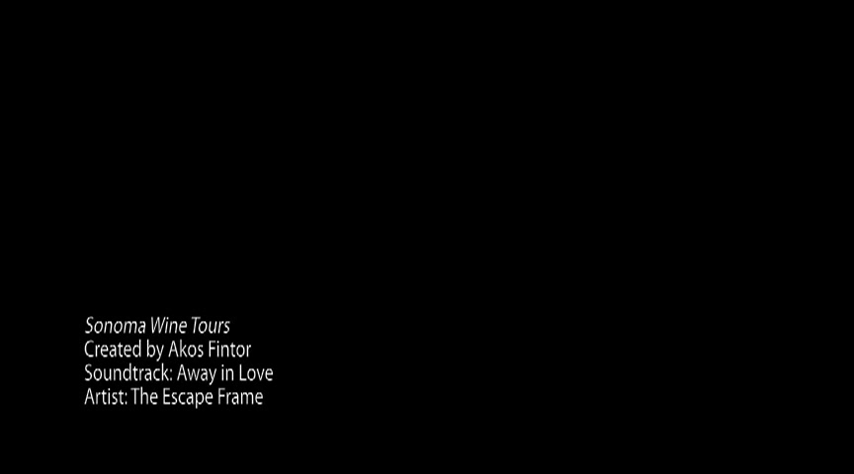 Sonoma Wine Tours
Created by Akos Fintor
Soundtrack: Away in Love
Artist: The Escape Frame